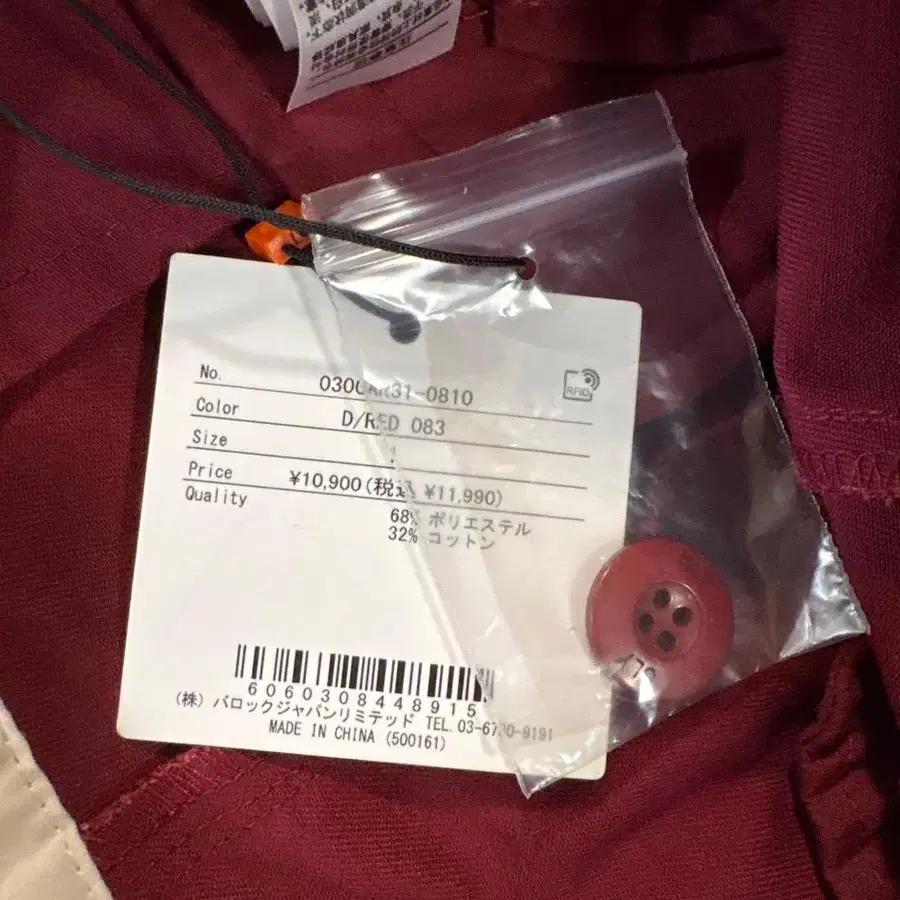 No. 0300AR31-0810
RFID
Color D/RED 083
Size
Price ¥10,900(税込 ¥11,990)
Quality
68% ポリエステル
32% コットン
6060308448915
(株) バロックジャパンリミテッド TEL. 03-6730-9191
MADE IN CHINA (500161)
SLY